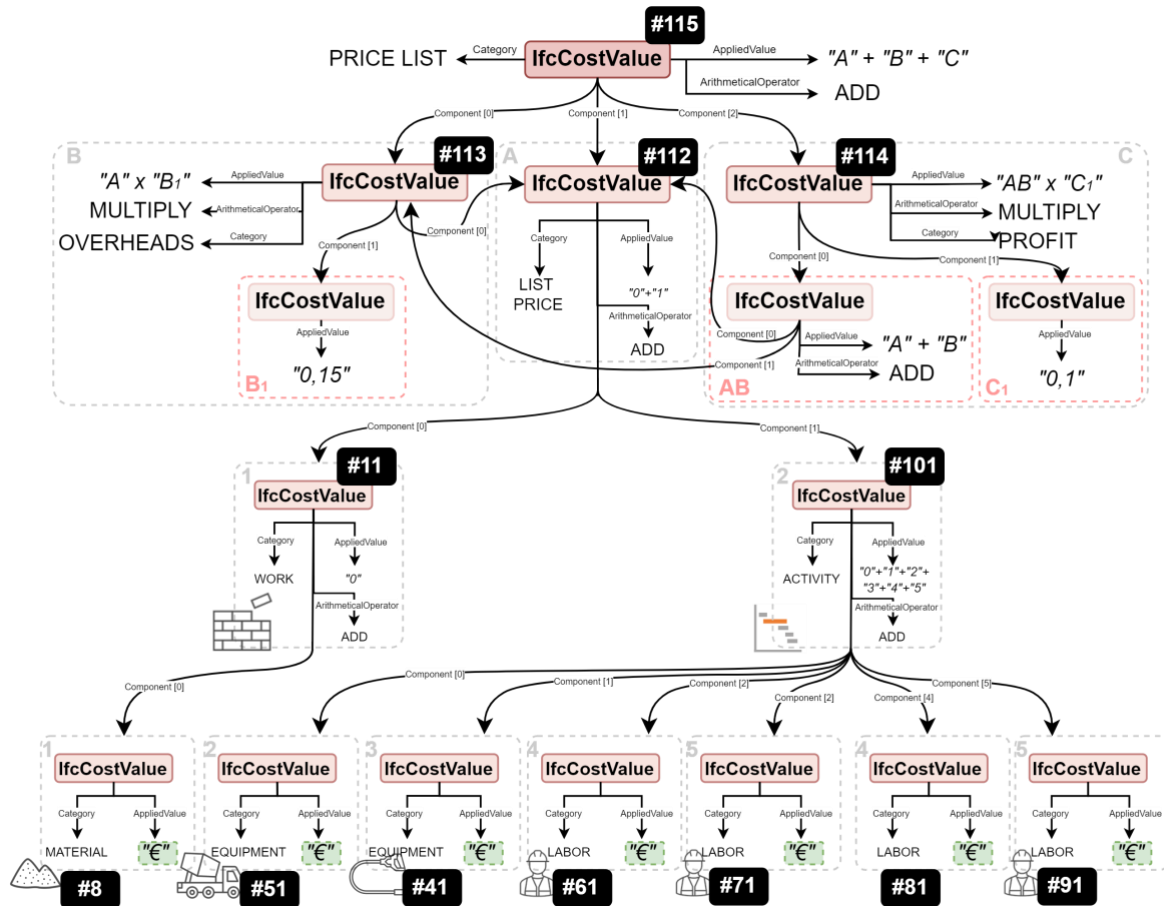 #115
PRICE LIST
Category
IfcCostValue
AppliedValue
"A" + "B" + "C"
ArithmeticalOperator
ADD
Component [0]
Component [1]
Component [2]
B
#113
IfcCostValue
"A" x "B1"
AppliedValue
MULTIPLY
ArithmeticalOperator
OVERHEADS
Category
Component [1]
Component [0]
IfcCostValue
AppliedValue
"0,15"
B1
A
#112
IfcCostValue
Category
AppliedValue
LIST
PRICE
"0"+"1"
ArithmeticalOperator
ADD
C
#114
IfcCostValue
AppliedValue
"AB" x "C1"
ArithmeticalOperator
MULTIPLY
Category
PROFIT
Component [0]
Component [1]
IfcCostValue
Component [0]
AppliedValue
"A" + "B"
Component [1]
ArithmeticalOperator
ADD
AB
IfcCostValue
AppliedValue
"0,1"
C1
Component [0]
Component [1]
1
#11
IfcCostValue
Category
AppliedValue
WORK
"0"
ArithmeticalOperator
ADD
2
#101
IfcCostValue
Category
AppliedValue
ACTIVITY
"0"+"1"+"2"+
"3"+"4"+"5"
ArithmeticalOperator
ADD
Component [0]
Component [0]
Component [1]
Component [2]
Component [2]
Component [4]
Component [5]
1
IfcCostValue
Category
AppliedValue
MATERIAL
"€"
#8
2
IfcCostValue
Category
AppliedValue
EQUIPMENT
"€"
#51
3
IfcCostValue
Category
AppliedValue
EQUIPMENT
"€"
#41
4
IfcCostValue
Category
AppliedValue
LABOR
"€"
#61
5
IfcCostValue
Category
AppliedValue
LABOR
"€"
#71
4
IfcCostValue
Category
AppliedValue
LABOR
"€"
#81
5
IfcCostValue
Category
AppliedValue
LABOR
"€"
#91